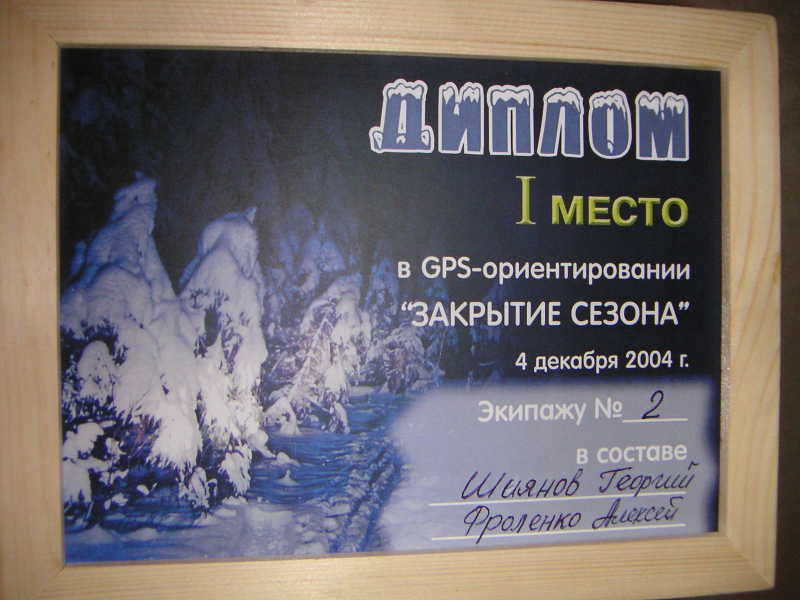 ДИПЛОМ
I МЕСТО
в GPS-ориентировании
“ЗАКРЫТИЕ СЕЗОНА”
4 декабря 2004 г.
Экипажу № 2
в составе
Шиянов Георгий
Фроленко Алексей